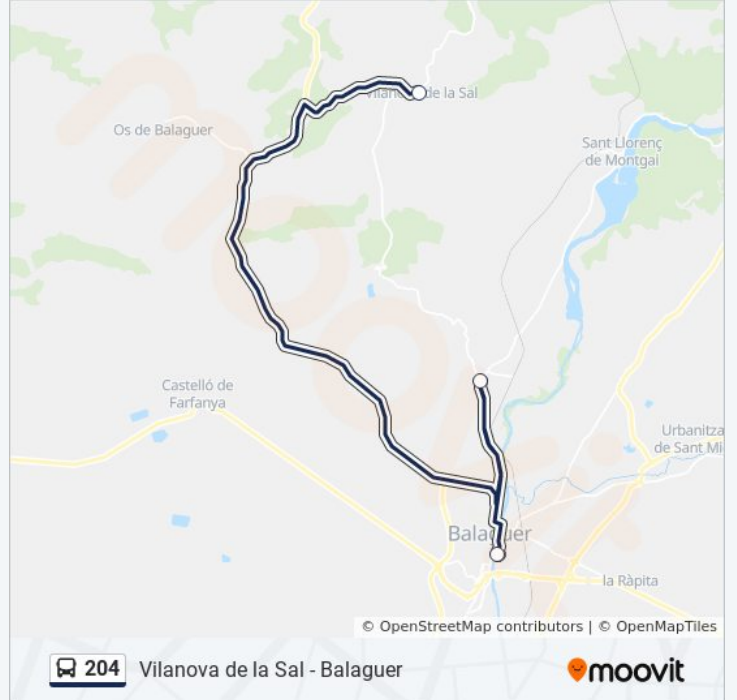 Vilanova de la Sal
Os de Balaguer
Sant Llorenç
de Montgai
Castelló de
Farfanya
Urbanitza
de Sant Mi
Balaguer
la Ràpita
© OpenStreetMap contributors | © OpenMapTiles
204 Vilanova de la Sal - Balaguer
moovit